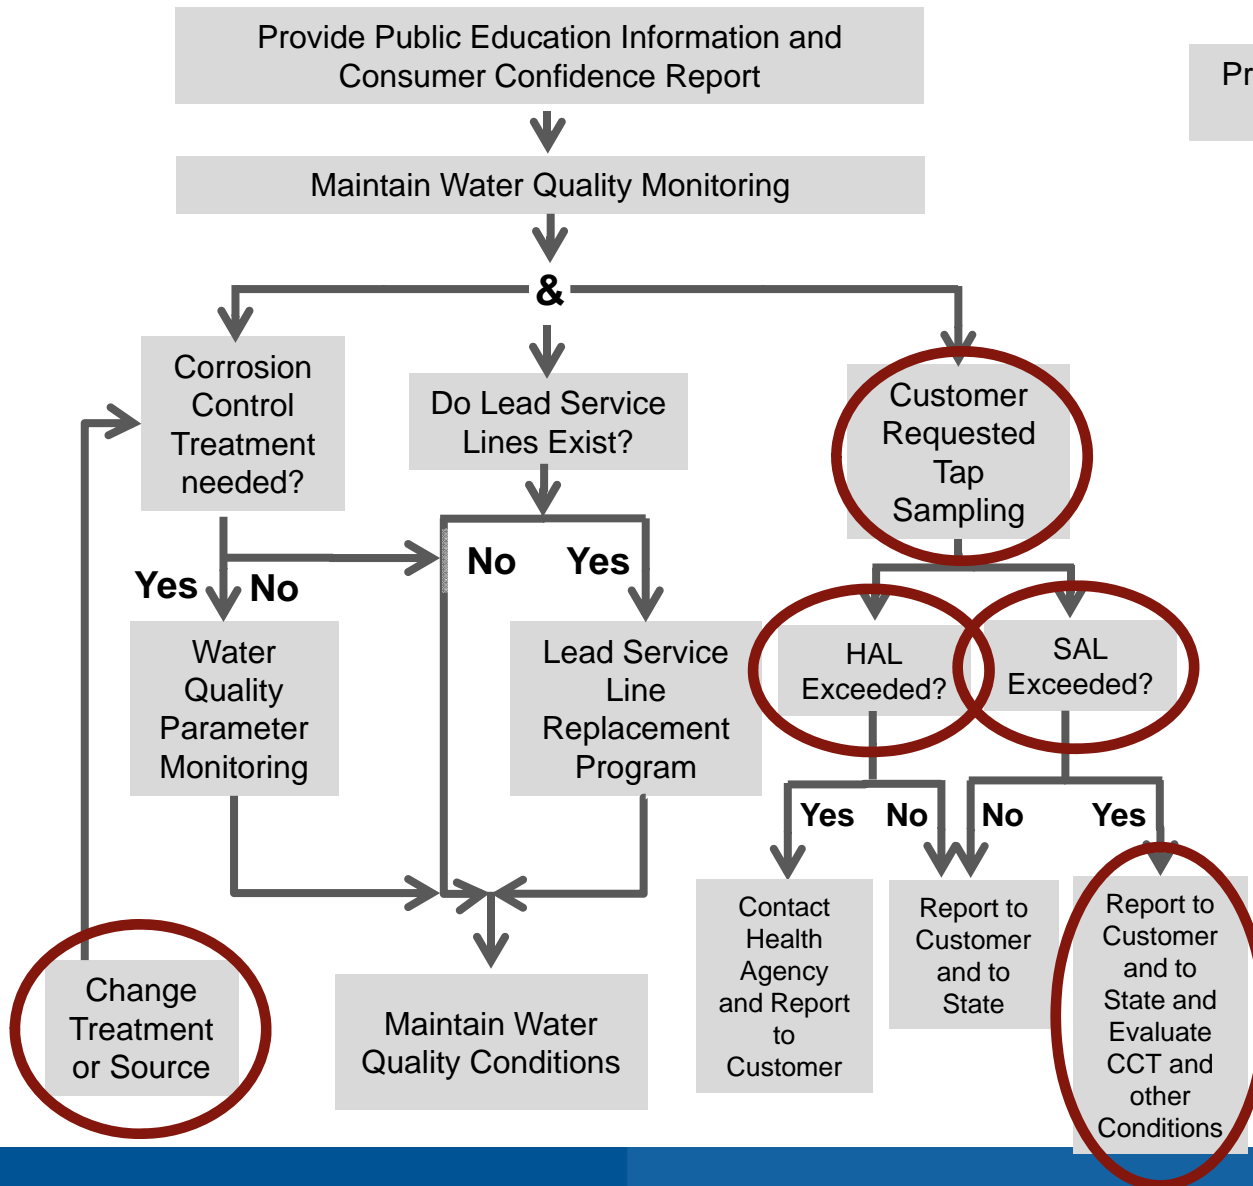 Provide Public Education Information and
Consumer Confidence Report
Pr
Maintain Water Quality Monitoring
&
Corrosion
Control
Treatment
needed?
Do Lead Service
Lines Exist?
Customer
Requested
Tap
Sampling
Yes
No
No
Yes
Water
Quality
Parameter
Monitoring
Lead Service
Line
Replacement
Program
HAL
Exceeded?
SAL
Exceeded?
Yes
No
No
Yes
Change
Treatment
or Source
Maintain Water
Quality Conditions
Contact
Health
Agency
and Report
to
Customer
Report to
Customer
and to
State
Report to
Customer
and to
State and
Evaluate
CCT and
other
Conditions